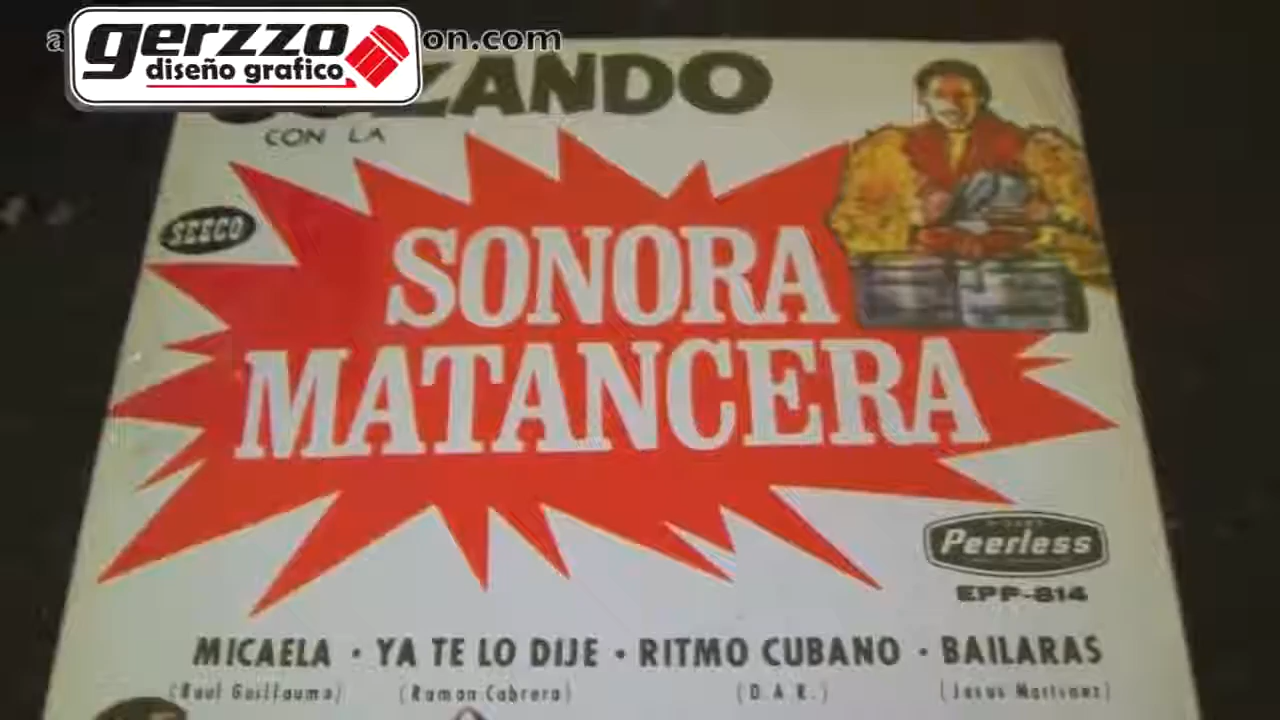 gerzzo
diseño grafico
on.com
ZANDO
CON LA
SEECO
SONORA
MATANCERA
Peerless
EPP-814
MICAELA · YA TE LO DIJE · RITMO CUBANO · BAILARAS
(Raul Guillaume) (Ramon Cabrera) (D.A.R.) (Jesus Martinez)